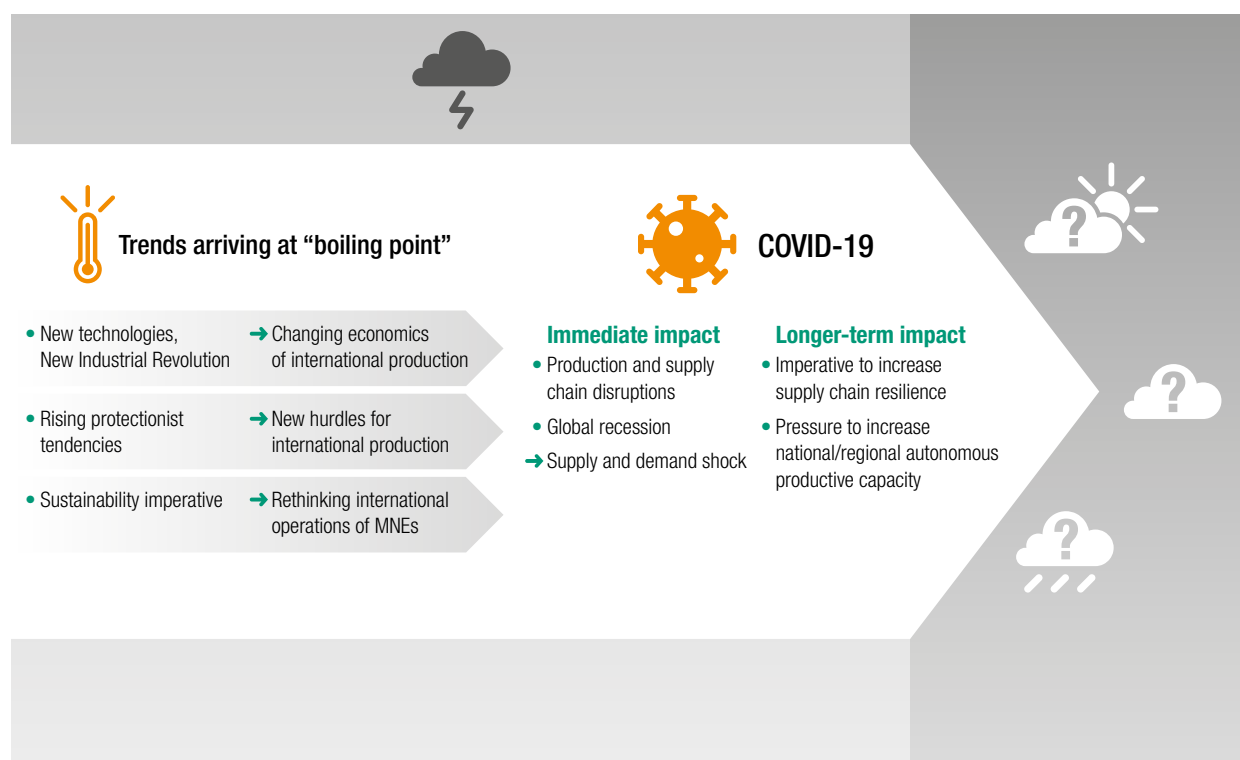 Trends arriving at “boiling point”
• New technologies,
New Industrial Revolution
➔ Changing economics
of international production
• Rising protectionist
tendencies
➔ New hurdles for
international production
• Sustainability imperative
➔ Rethinking international
operations of MNEs
COVID-19
Immediate impact
• Production and supply
chain disruptions
• Global recession
➔ Supply and demand shock
Longer-term impact
• Imperative to increase
supply chain resilience
• Pressure to increase
national/regional autonomous
productive capacity
?
?
?